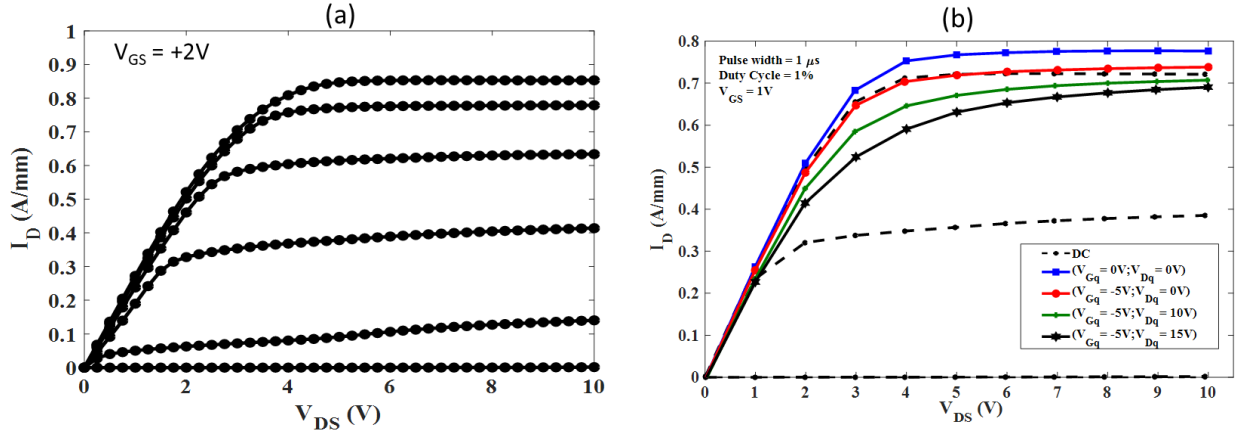 (a)
V_GS = +2V
I_D (A/mm)
1
0.9
0.8
0.7
0.6
0.5
0.4
0.3
0.2
0.1
0
0 2 4 6 8 10
V_DS (V)
(b)
Pulse width = 1 μs
Duty Cycle = 1%
V_GS = 1V
I_D (A/mm)
0.8
0.7
0.6
0.5
0.4
0.3
0.2
0.1
0
0 1 2 3 4 5 6 7 8 9 10
V_DS (V)
DC
(V_Gq = 0V;V_Dq = 0V)
(V_Gq = -5V;V_Dq = 0V)
(V_Gq = -5V;V_Dq = 10V)
(V_Gq = -5V;V_Dq = 15V)